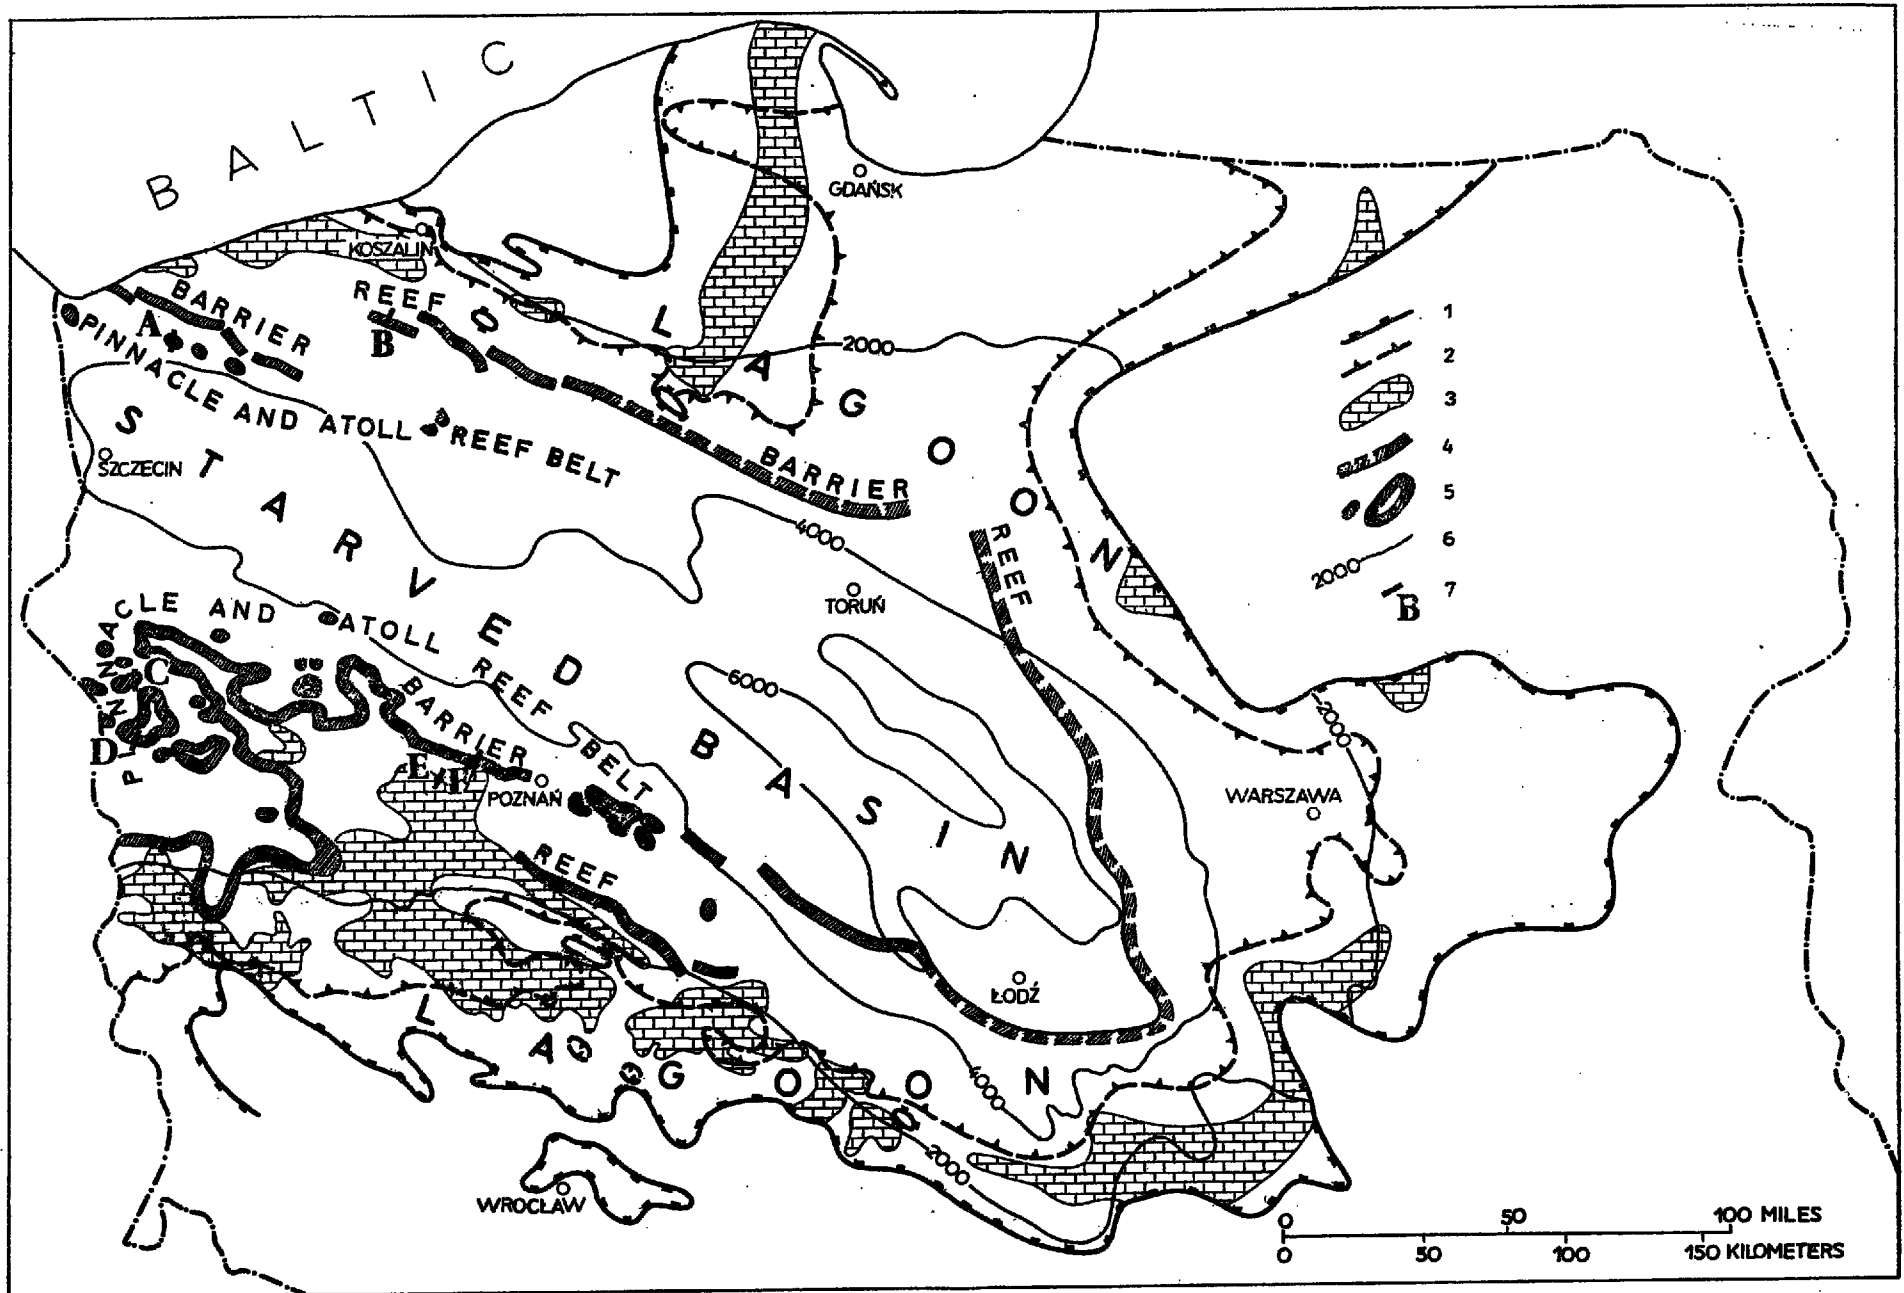 BALTIC
GDAŃSK
KOSZALIN
BARRIER
REEF
A
B
PINNACLE AND ATOLL REEF BELT
2000
LAGOON
STARVED BASIN
SZCZECIN
BARRIER
REEF
4000
TORUŃ
1
2
3
4
5
2000 6
B 7
PINNACLE AND ATOLL REEF BELT
C
D
BARRIER
E
F
POZNAŃ
6000
2000
WARSZAWA
REEF
ŁÓDŹ
LAGOON
4000
2000
WROCŁAW
0 50 100 MILES
0 50 100 150 KILOMETERS